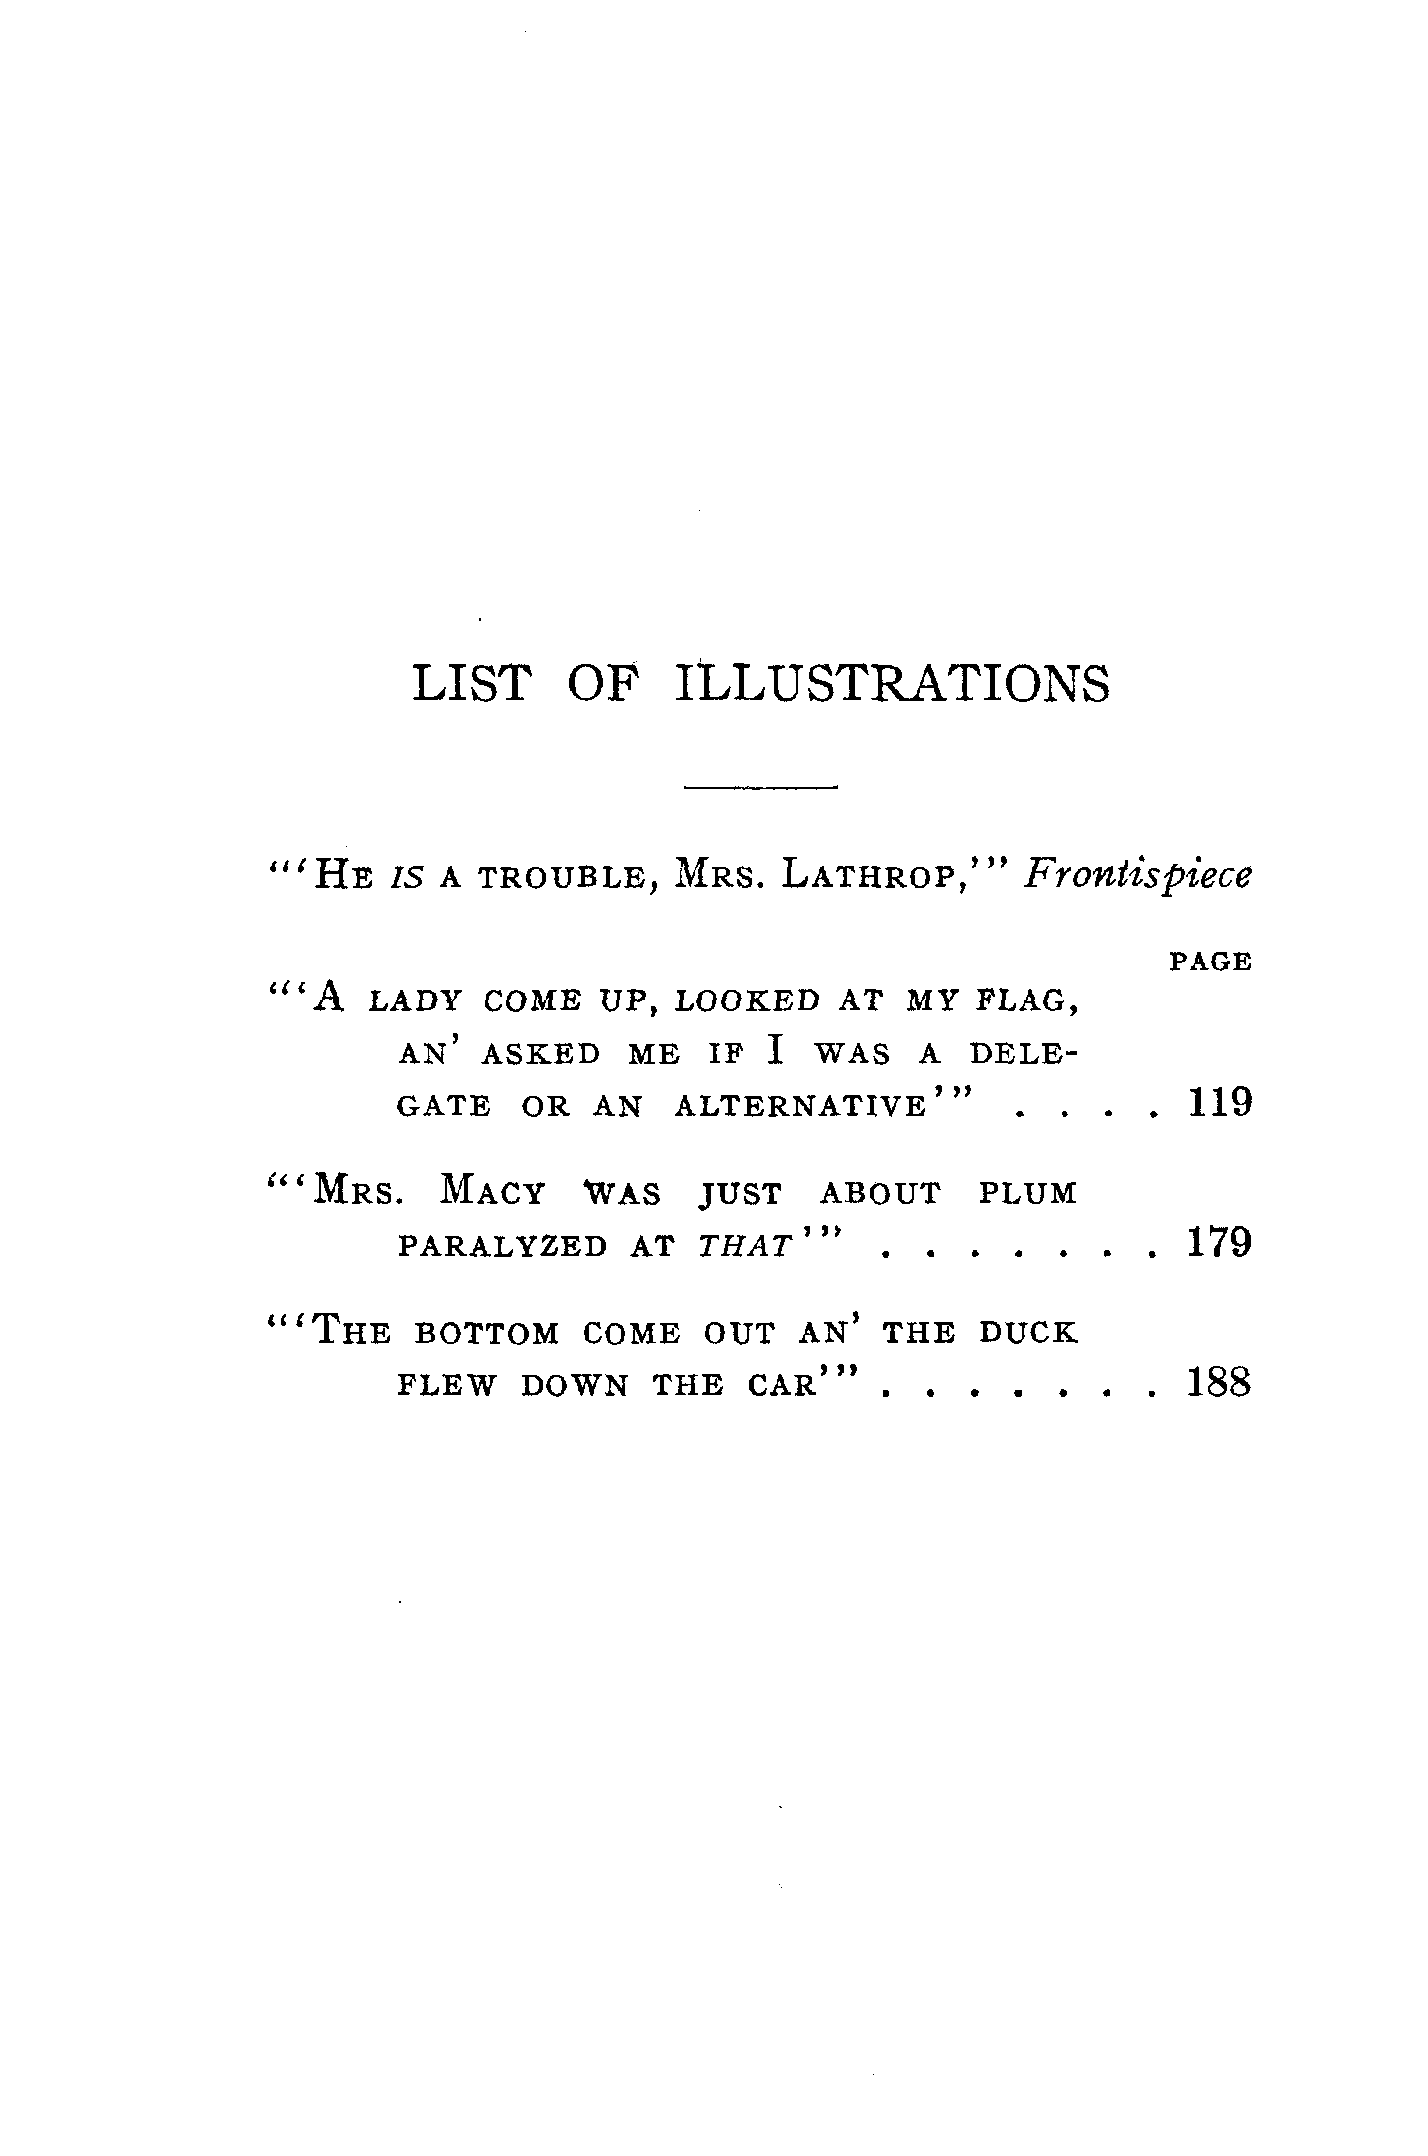 LIST OF ILLUSTRATIONS
"'HE IS A TROUBLE, MRS. LATHROP,'" Frontispiece
PAGE
"'A LADY COME UP, LOOKED AT MY FLAG,
AN' ASKED ME IF I WAS A DELE-
GATE OR AN ALTERNATIVE'" . . . . 119
"'MRS. MACY WAS JUST ABOUT PLUM
PARALYZED AT THAT'" . . . . . . . 179
"'THE BOTTOM COME OUT AN' THE DUCK
FLEW DOWN THE CAR'" . . . . . . . 188